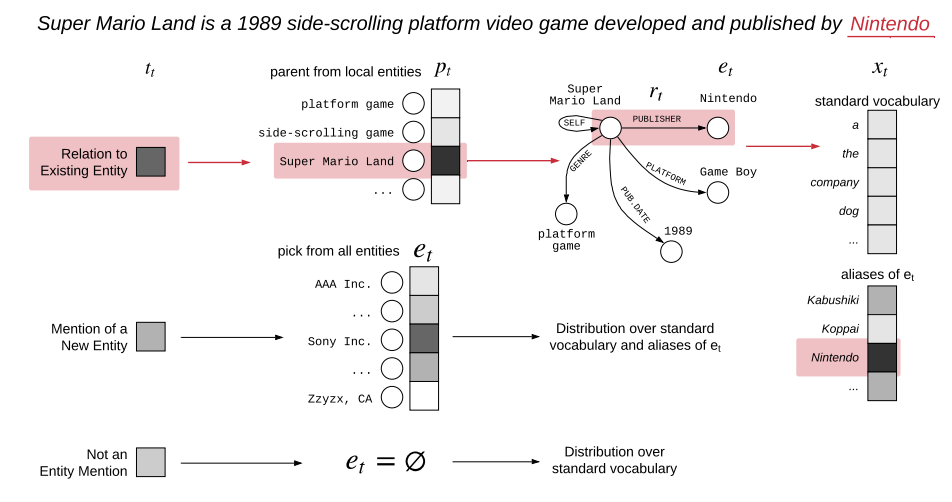 Super Mario Land is a 1989 side-scrolling platform video game developed and published by Nintendo
t_t
parent from local entities p_t
platform game
side-scrolling game
Super Mario Land
...
Relation to
Existing Entity
Super
Mario Land
r_t
e_t
Nintendo
SELF
PUBLISHER
GENRE
PLATFORM
Game Boy
PUB.DATE
platform
game
1989
x_t
standard vocabulary
a
the
company
dog
...
aliases of e_t
Kabushiki
Koppai
Nintendo
...
pick from all entities e_t
AAA Inc.
...
Sony Inc.
...
Zzyzx, CA
Mention of a
New Entity
Distribution over standard
vocabulary and aliases of e_t
Not an
Entity Mention
e_t = ∅
Distribution over
standard vocabulary